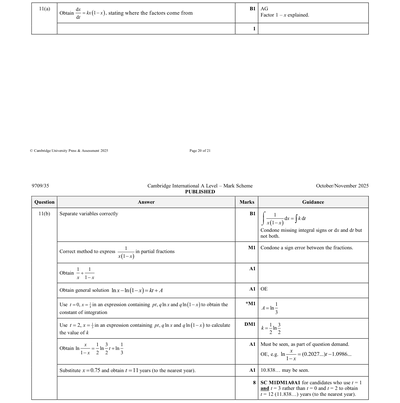 11(a) Obtain dx/dt = kx(1−x), stating where the factors come from B1 AG
Factor 1 – x explained.
1
© Cambridge University Press & Assessment 2025 Page 20 of 21
9709/35 Cambridge International A Level – Mark Scheme October/November 2025
PUBLISHED
Question Answer Marks Guidance
11(b) Separate variables correctly B1 ∫ 1/(x(1−x)) dx = ∫ k dt
Condone missing integral signs or dx and dt but
not both.
Correct method to express 1/(x(1−x)) in partial fractions M1 Condone a sign error between the fractions.
Obtain 1/x + 1/(1−x) A1
Obtain general solution ln x − ln(1−x) = kt + A A1 OE
Use t = 0, x = 1/4 in an expression containing pt, q ln x and q ln(1−x) to obtain the
constant of integration *M1 A = ln 1/3
Use t = 2, x = 1/3 in an expression containing pt, q ln x and q ln(1−x) to calculate
the value of k DM1 k = 1/2 ln 3/2
Obtain ln x/(1−x) = 1/2 ln 3/2 t + ln 1/3 A1 Must be seen, as part of question demand.
OE, e.g. ln x/(1−x) = (0.2027...)t − 1.0986...
Substitute x = 0.75 and obtain t = 11 years (to the nearest year). A1 10.838... may be seen.
8 SC M1DM1A0A1 for candidates who use t = 1
and t = 3 rather than t = 0 and t = 2 to obtain
t = 12 (11.838...) years (to the nearest year).